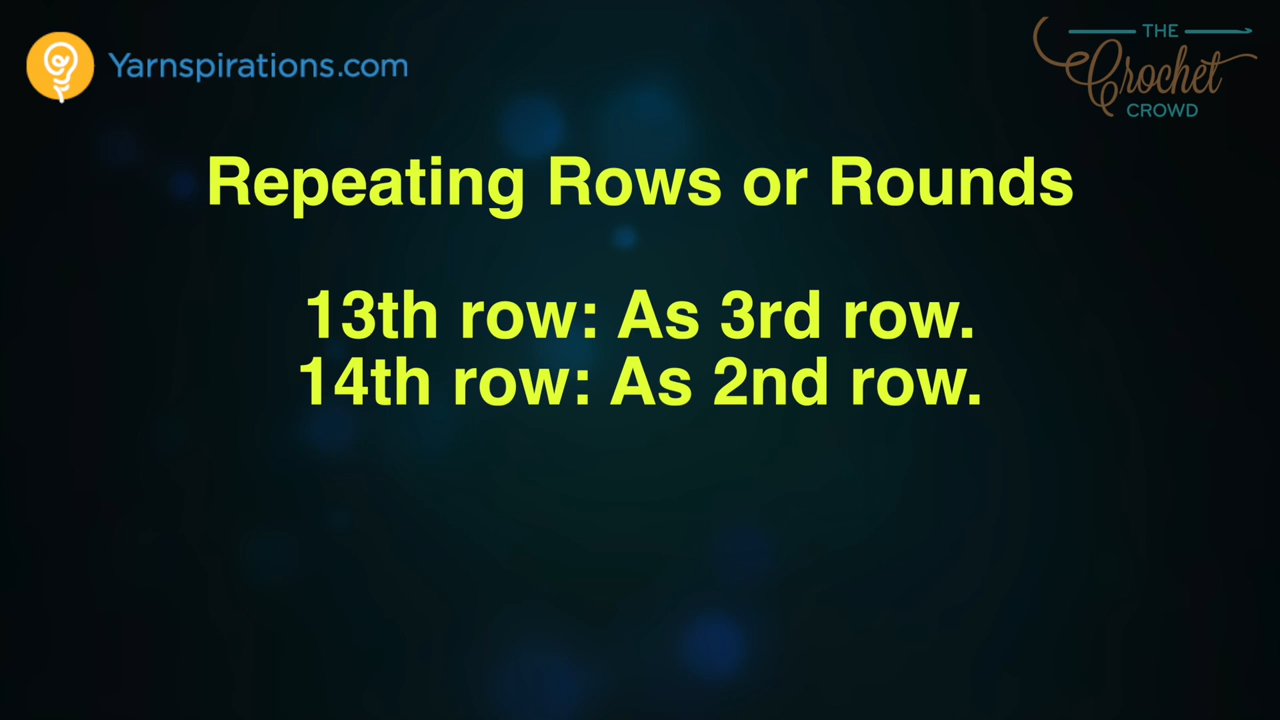 Yarnspirations.com
THE
Crochet
CROWD
Repeating Rows or Rounds
13th row: As 3rd row.
14th row: As 2nd row.